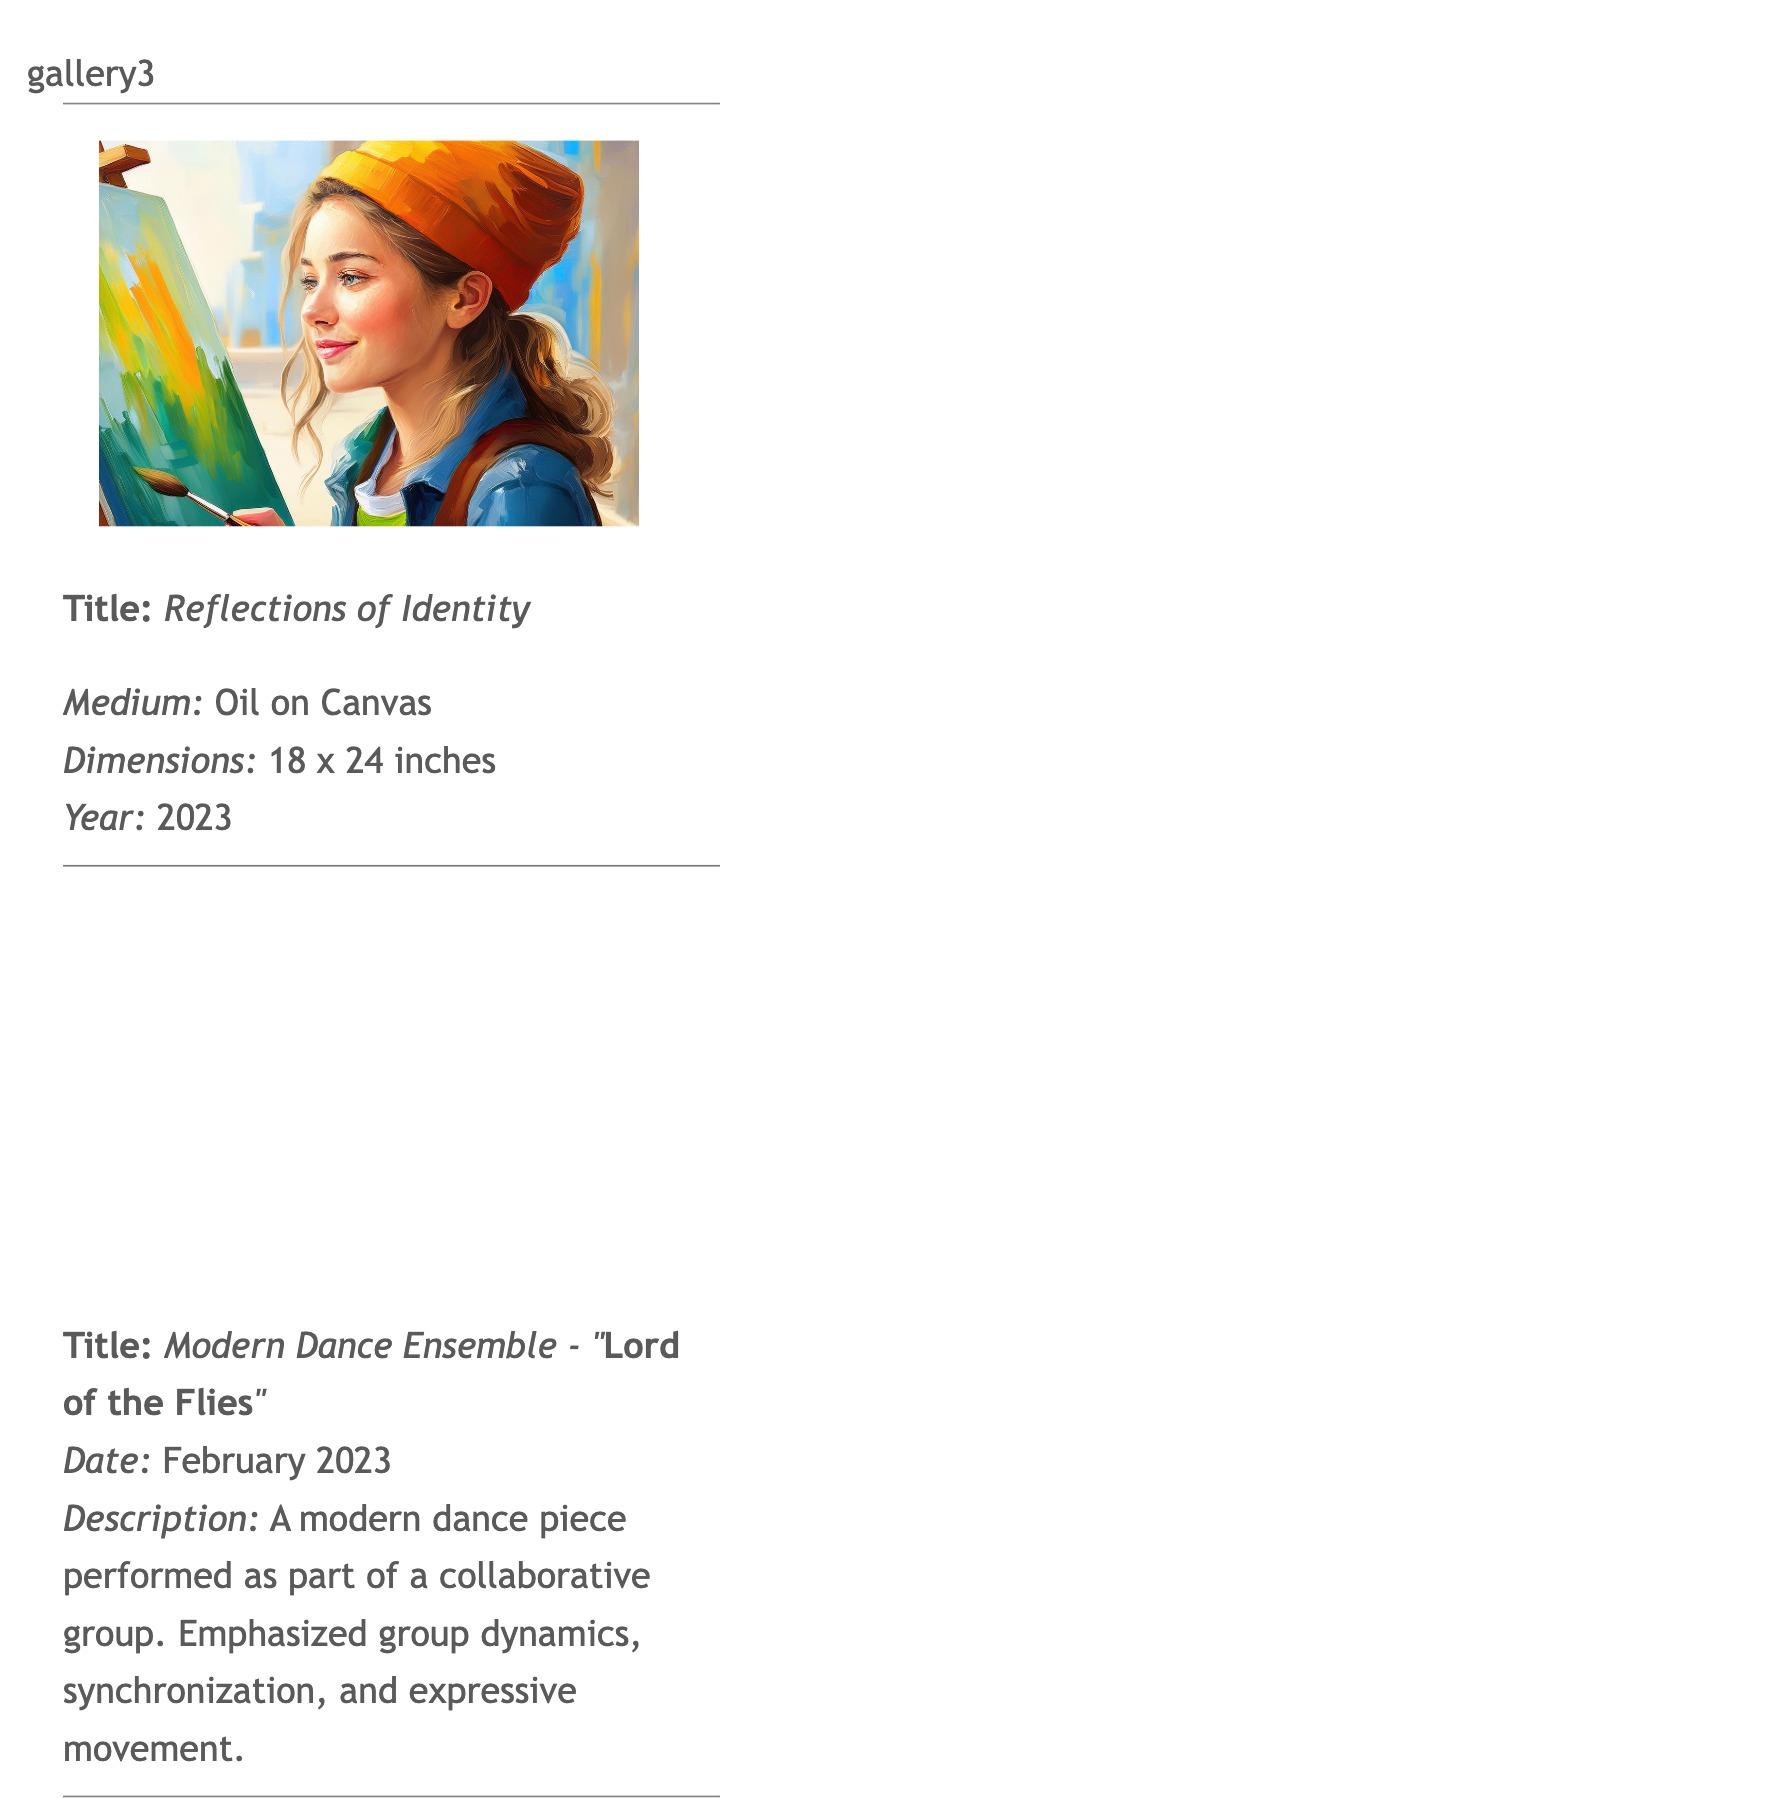 gallery3
Title: Reflections of Identity
Medium: Oil on Canvas
Dimensions: 18 x 24 inches
Year: 2023
Title: Modern Dance Ensemble - "Lord
of the Flies"
Date: February 2023
Description: A modern dance piece
performed as part of a collaborative
group. Emphasized group dynamics,
synchronization, and expressive
movement.